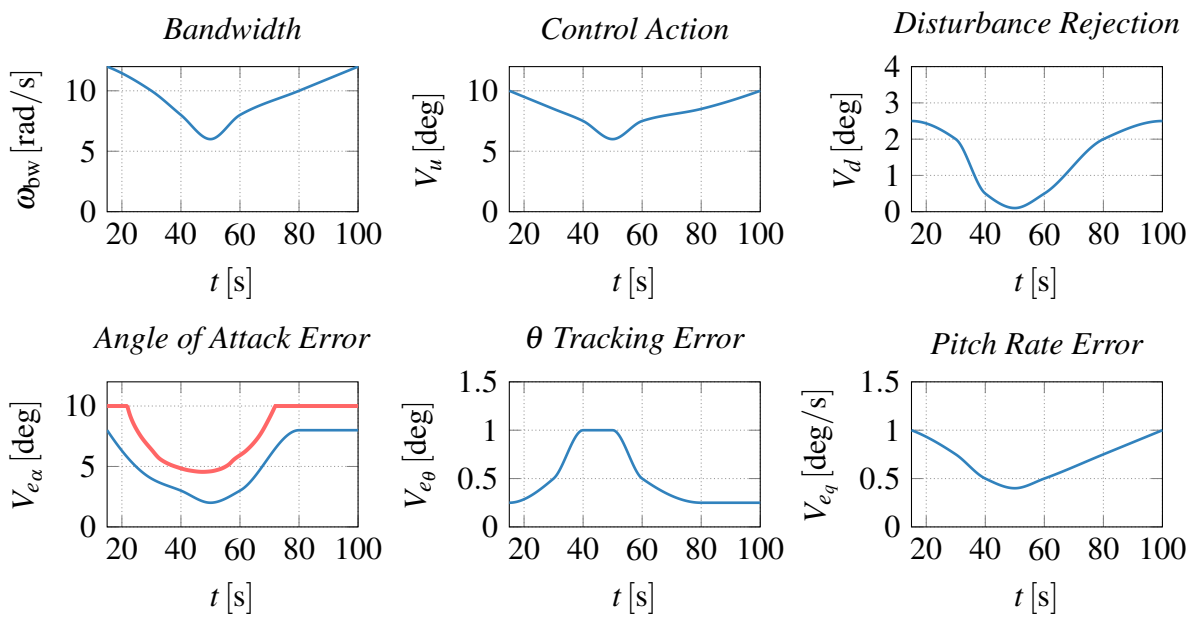 Bandwidth
ω_bw [rad/s]
10
5
0
20 40 60 80 100
t [s]
Control Action
V_u [deg]
10
5
0
20 40 60 80 100
t [s]
Disturbance Rejection
V_d [deg]
4
3
2
1
0
20 40 60 80 100
t [s]
Angle of Attack Error
V_{e_α} [deg]
10
5
0
20 40 60 80 100
t [s]
θ Tracking Error
V_{e_θ} [deg]
1.5
1
0.5
0
20 40 60 80 100
t [s]
Pitch Rate Error
V_{e_q} [deg/s]
1.5
1
0.5
0
20 40 60 80 100
t [s]